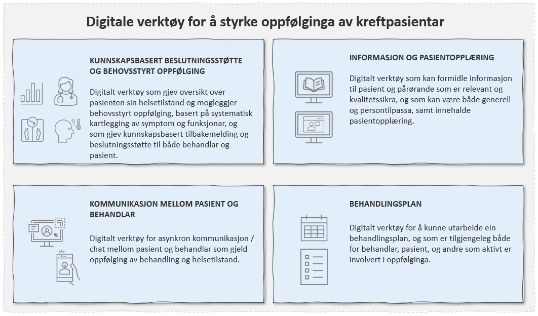 Digitale verktøy for å styrke oppfølginga av kreftpasientar
KUNNSKAPSBASERT BESLUTNINGSSTØTTE
OG BEHOVSSTYRT OPPFØLGING
Digitalt verktøy som gjev oversikt over
pasienten sin helsetilstand og moglegjer
behovsstyrt oppfølging, basert på systematisk
kartlegging av symptom og funksjonar, og
som gjev kunnskapsbasert tilbakemelding og
beslutningsstøtte til både behandlar og
pasient.
INFORMASJON OG PASIENTOPPLÆRING
Digitalt verktøy som kan formidle informasjon
til pasient og pårørande som er relevant og
kvalitetssikra, og som kan være både generell
og persontilpasa, samt innehalde
pasientopplæring.
KOMMUNIKASJON MELLOM PASIENT OG
BEHANDLAR
Digitalt verktøy for asynkron kommunikasjon /
chat mellom pasient og behandlar som gjeld
oppfølging av behandling og helsetilstand.
BEHANDLINGSPLAN
Digitalt verktøy for å kunne utarbeide ein
behandlingsplan, og som er tilgjengeleg både
for behandlar, pasient, og andre som aktivt er
involvert i oppfølginga.